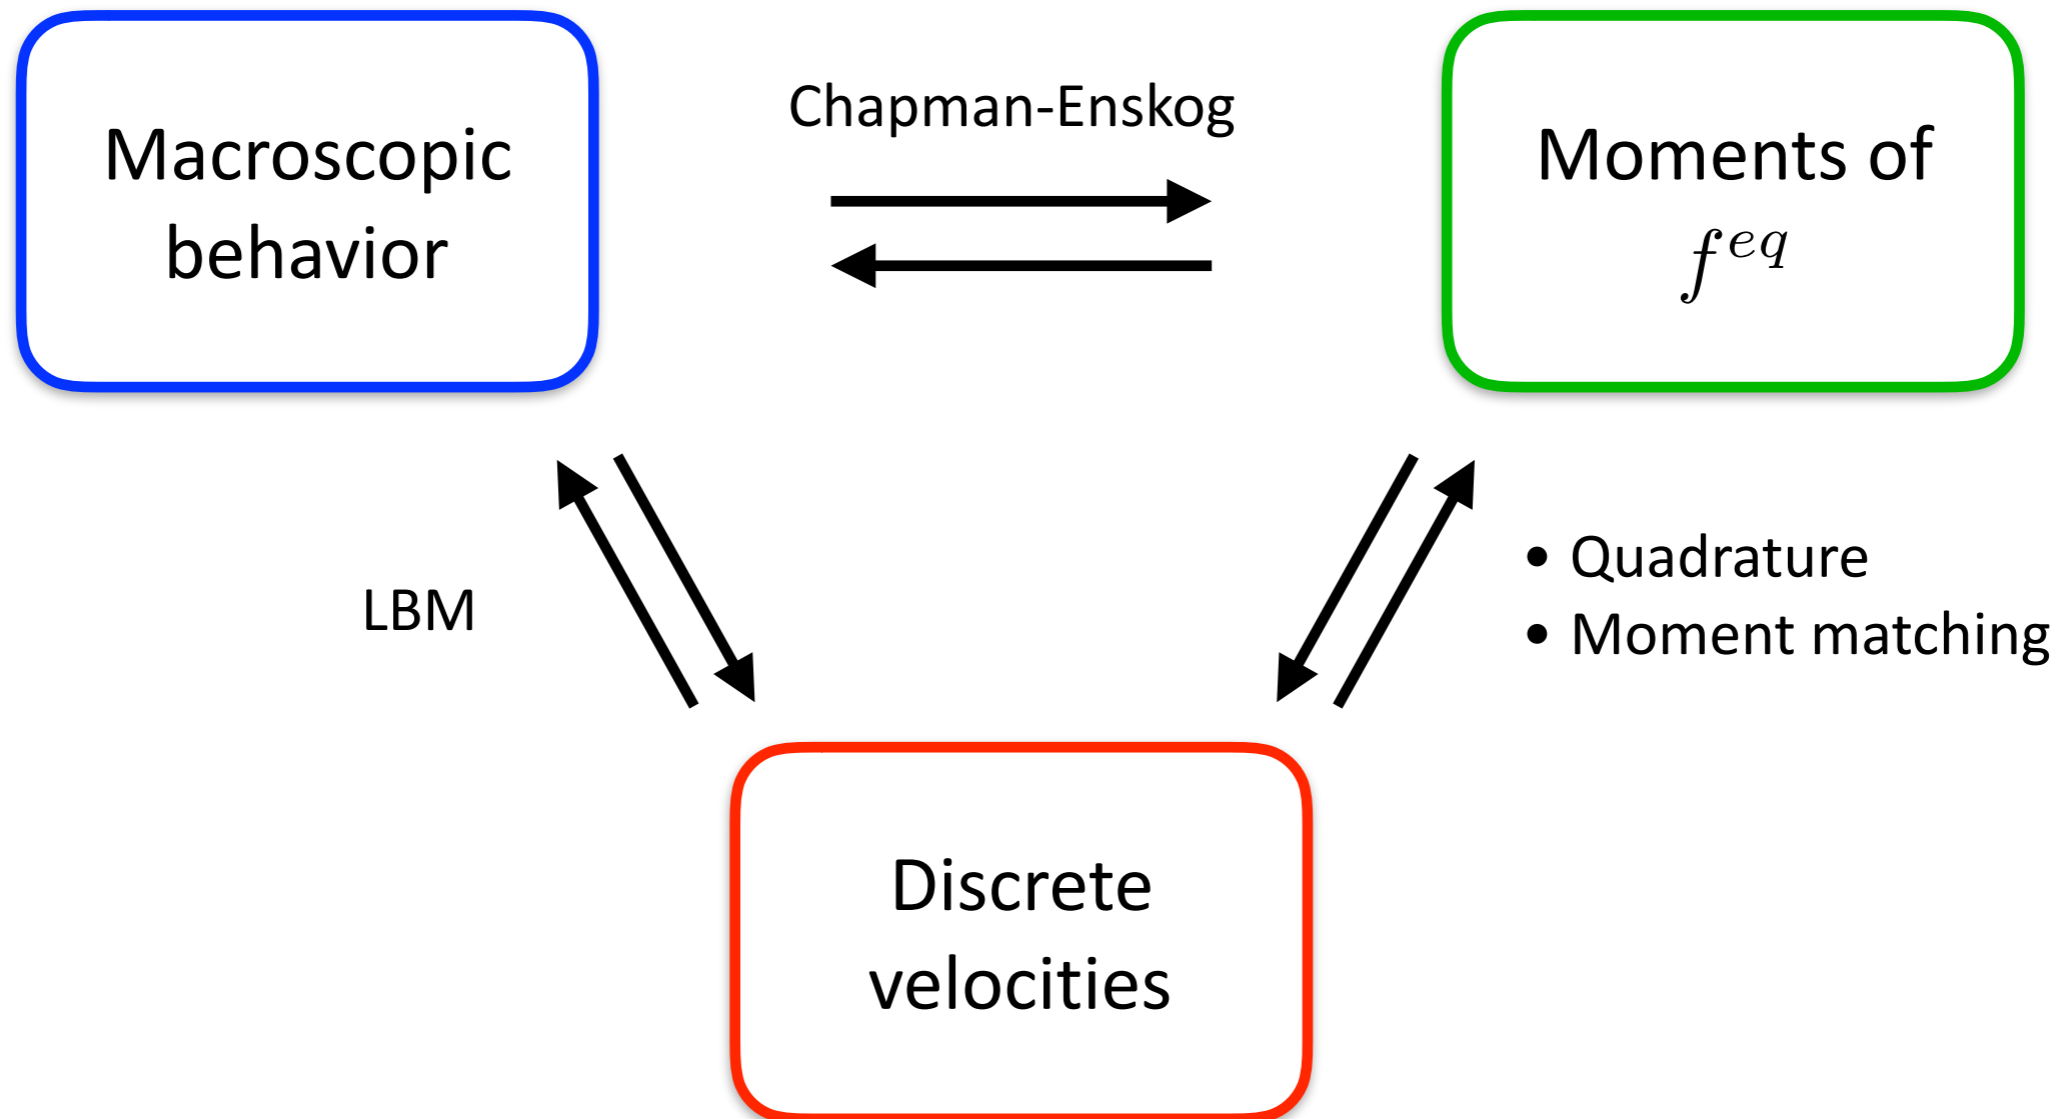 Macroscopic
behavior
Chapman-Enskog
Moments of
f^{eq}
LBM
• Quadrature
• Moment matching
Discrete
velocities